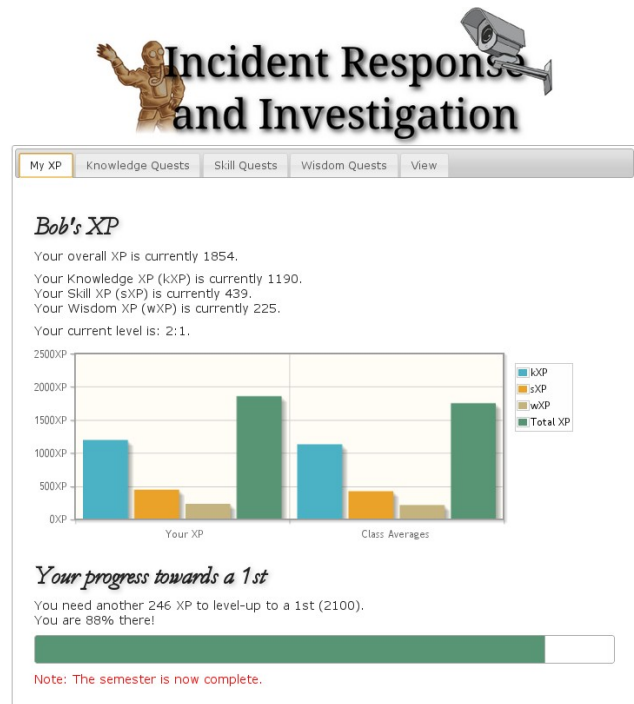 Incident Response
and Investigation
My XP Knowledge Quests Skill Quests Wisdom Quests View
Bob's XP
Your overall XP is currently 1854.
Your Knowledge XP (kXP) is currently 1190.
Your Skill XP (sXP) is currently 439.
Your Wisdom XP (wXP) is currently 225.
Your current level is: 2:1.
2500XP
2000XP
1500XP
1000XP
500XP
0XP
Your XP Class Averages
kXP
sXP
wXP
Total XP
Your progress towards a 1st
You need another 246 XP to level-up to a 1st (2100).
You are 88% there!
Note: The semester is now complete.